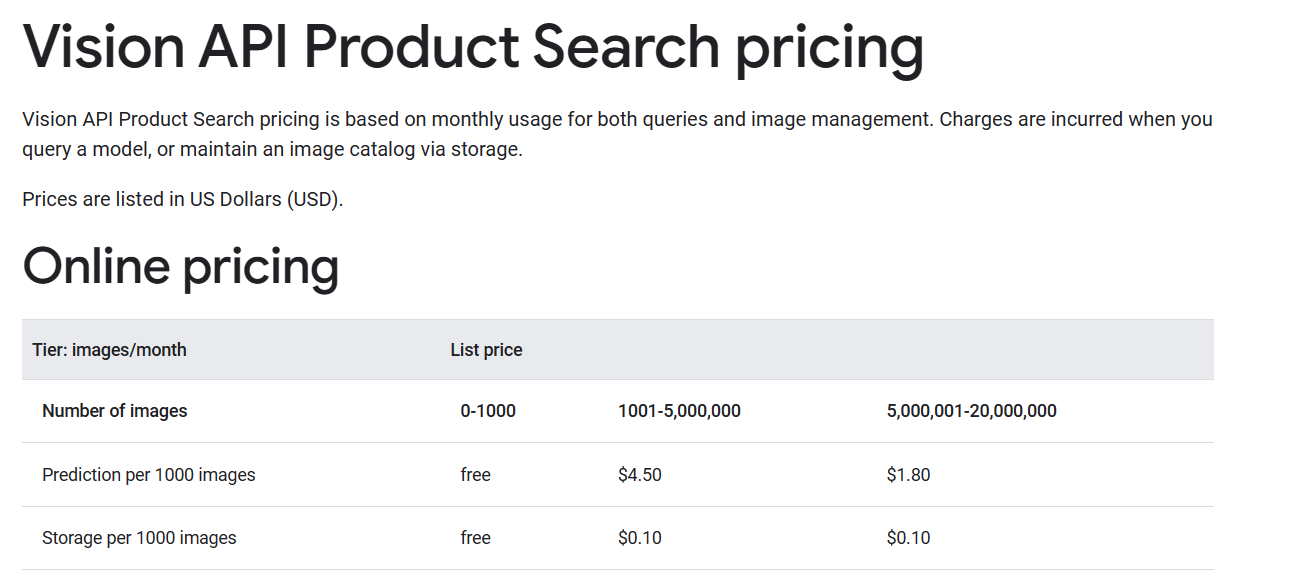 Vision API Product Search pricing
Vision API Product Search pricing is based on monthly usage for both queries and image management. Charges are incurred when you
query a model, or maintain an image catalog via storage.
Prices are listed in US Dollars (USD).
Online pricing
Tier: images/month List price
Number of images 0-1000 1001-5,000,000 5,000,001-20,000,000
Prediction per 1000 images free $4.50 $1.80
Storage per 1000 images free $0.10 $0.10